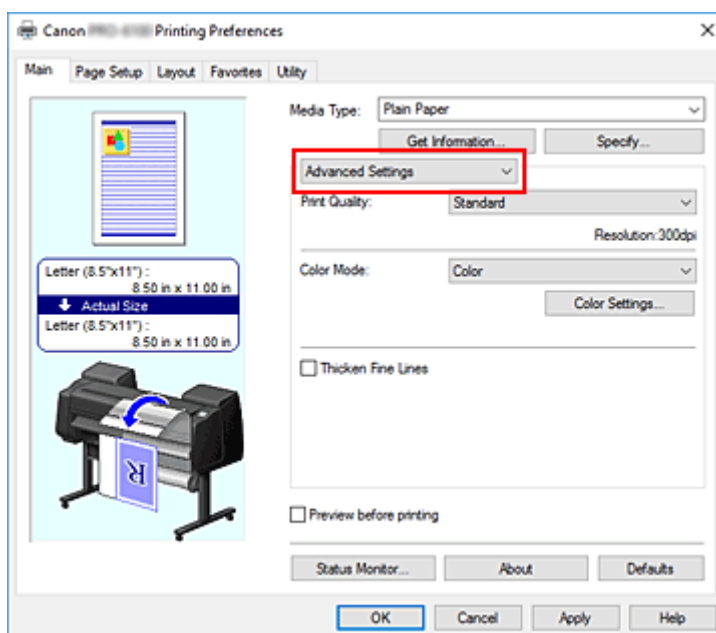 Canon Printing Preferences
Main Page Setup Layout Favorites Utility
Media Type: Plain Paper
Get Information... Specify...
Advanced Settings
Print Quality: Standard
Resolution:300dpi
Color Mode: Color
Color Settings...
Thicken Fine Lines
Letter (8.5"x11") :
8.50 in x 11.00 in
Actual Size
Letter (8.5"x11") :
8.50 in x 11.00 in
R
Preview before printing
Status Monitor... About Defaults
OK Cancel Apply Help